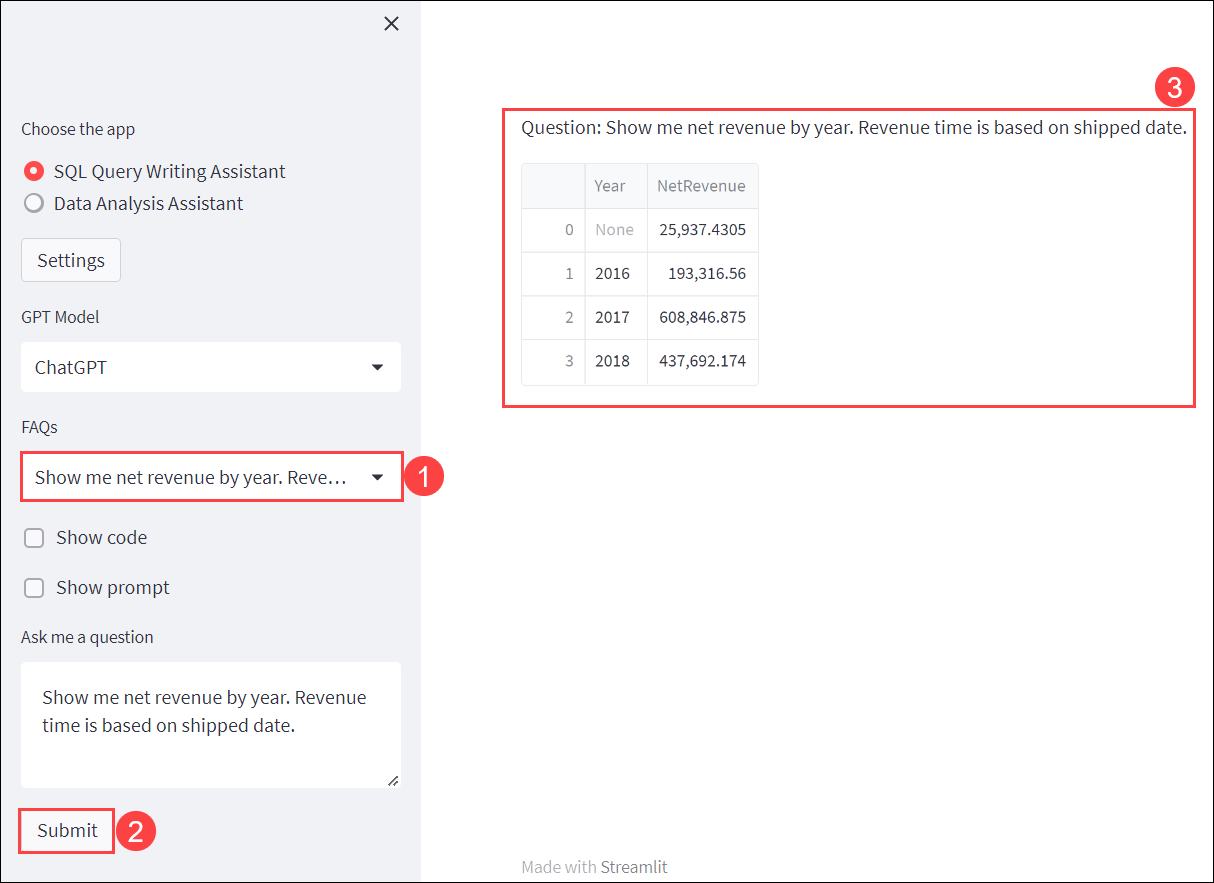 Choose the app
SQL Query Writing Assistant
Data Analysis Assistant
Settings
GPT Model
ChatGPT
FAQs
Show me net revenue by year. Reve...
1
Show code
Show prompt
Ask me a question
Show me net revenue by year. Revenue
time is based on shipped date.
Submit
2
3
Question: Show me net revenue by year. Revenue time is based on shipped date.
Year NetRevenue
0 None 25,937.4305
1 2016 193,316.56
2 2017 608,846.875
3 2018 437,692.174
Made with Streamlit